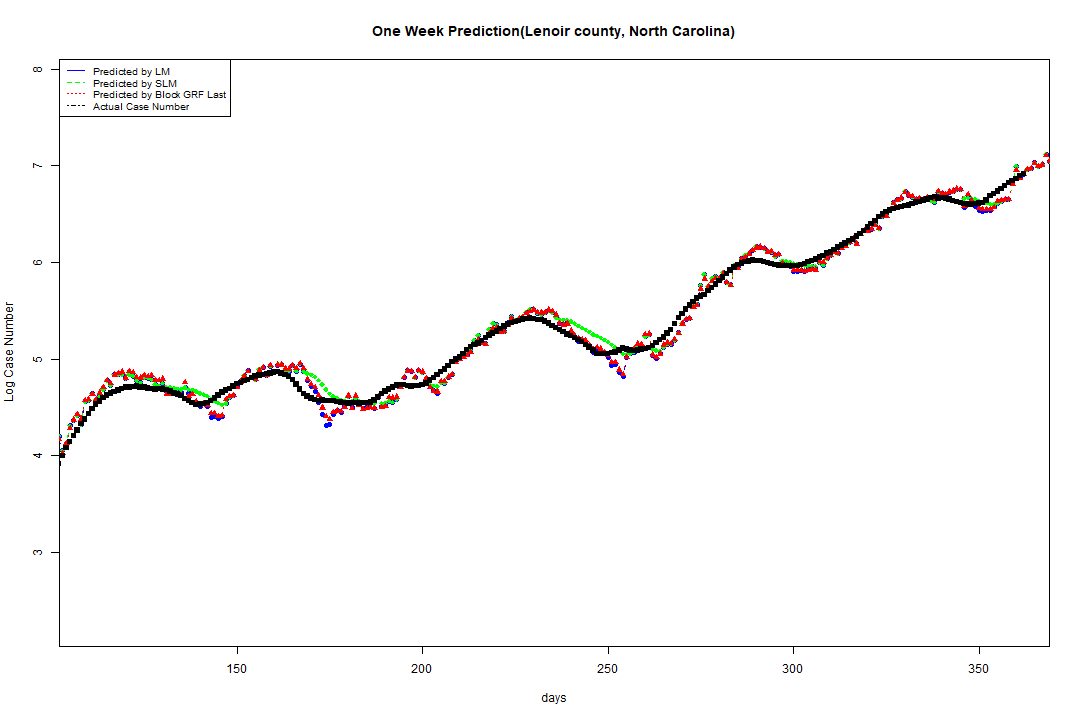 One Week Prediction(Lenoir county, North Carolina)
Predicted by LM
Predicted by SLM
Predicted by Block GRF Last
Actual Case Number
Log Case Number
8
7
6
5
4
3
150 200 250 300 350
days